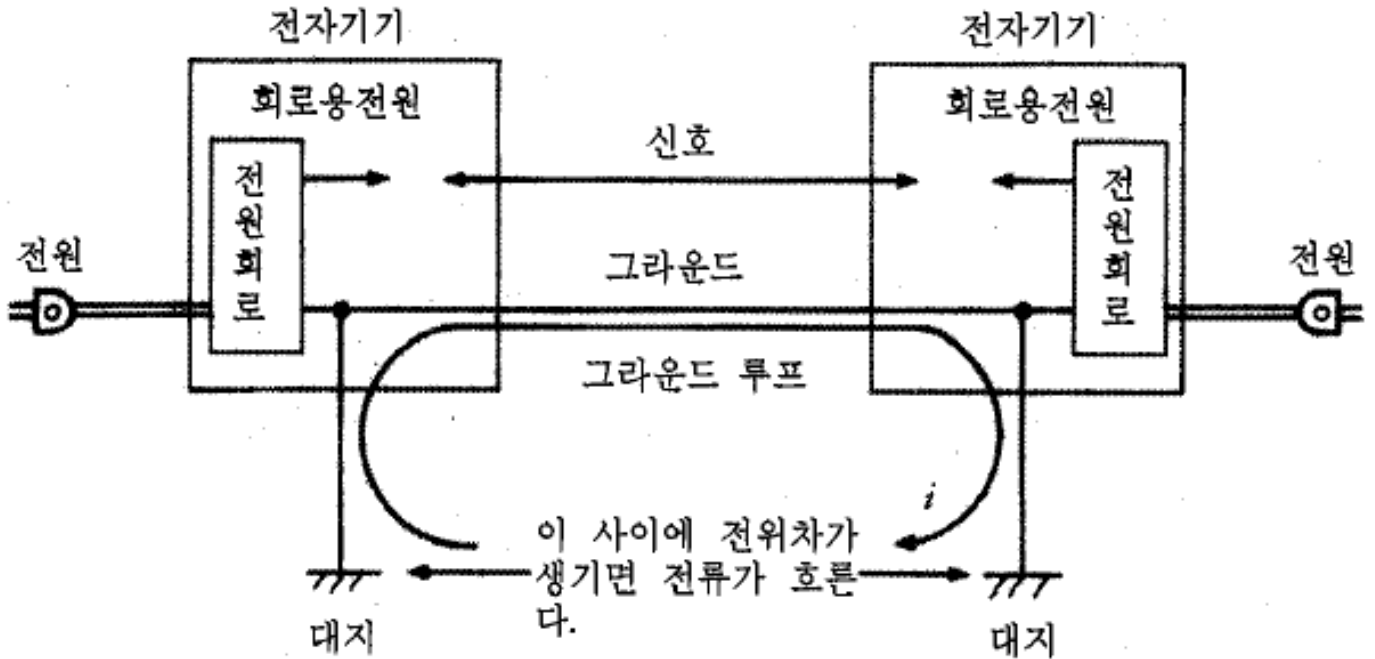 전자기기
전자기기
회로용전원
회로용전원
신호
전원회로
전원회로
전원
전원
그라운드
그라운드 루프
i
이 사이에 전위차가
생기면 전류가 흐른
다.
대지
대지